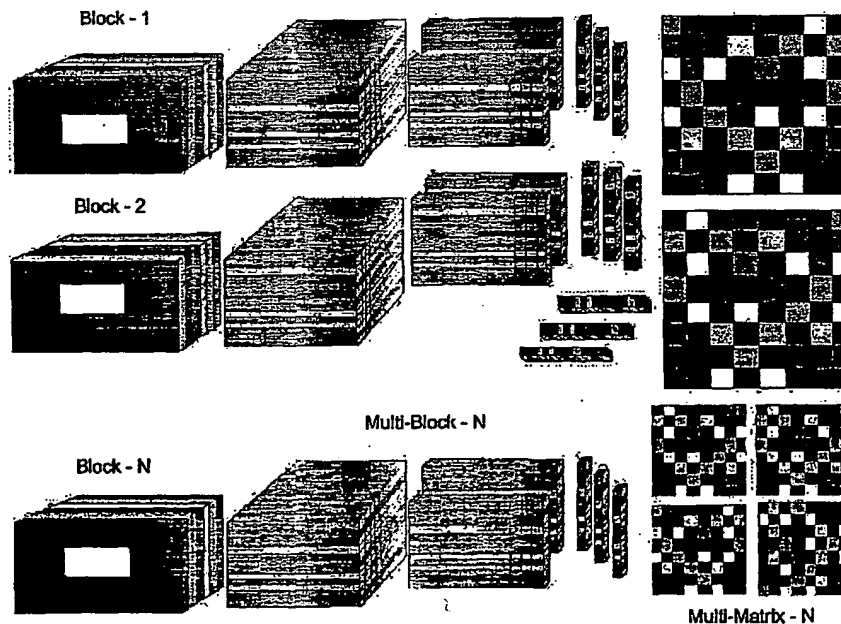 Block - 1
Block - 2
Multi-Block - N
Block - N
Multi-Matrix - N